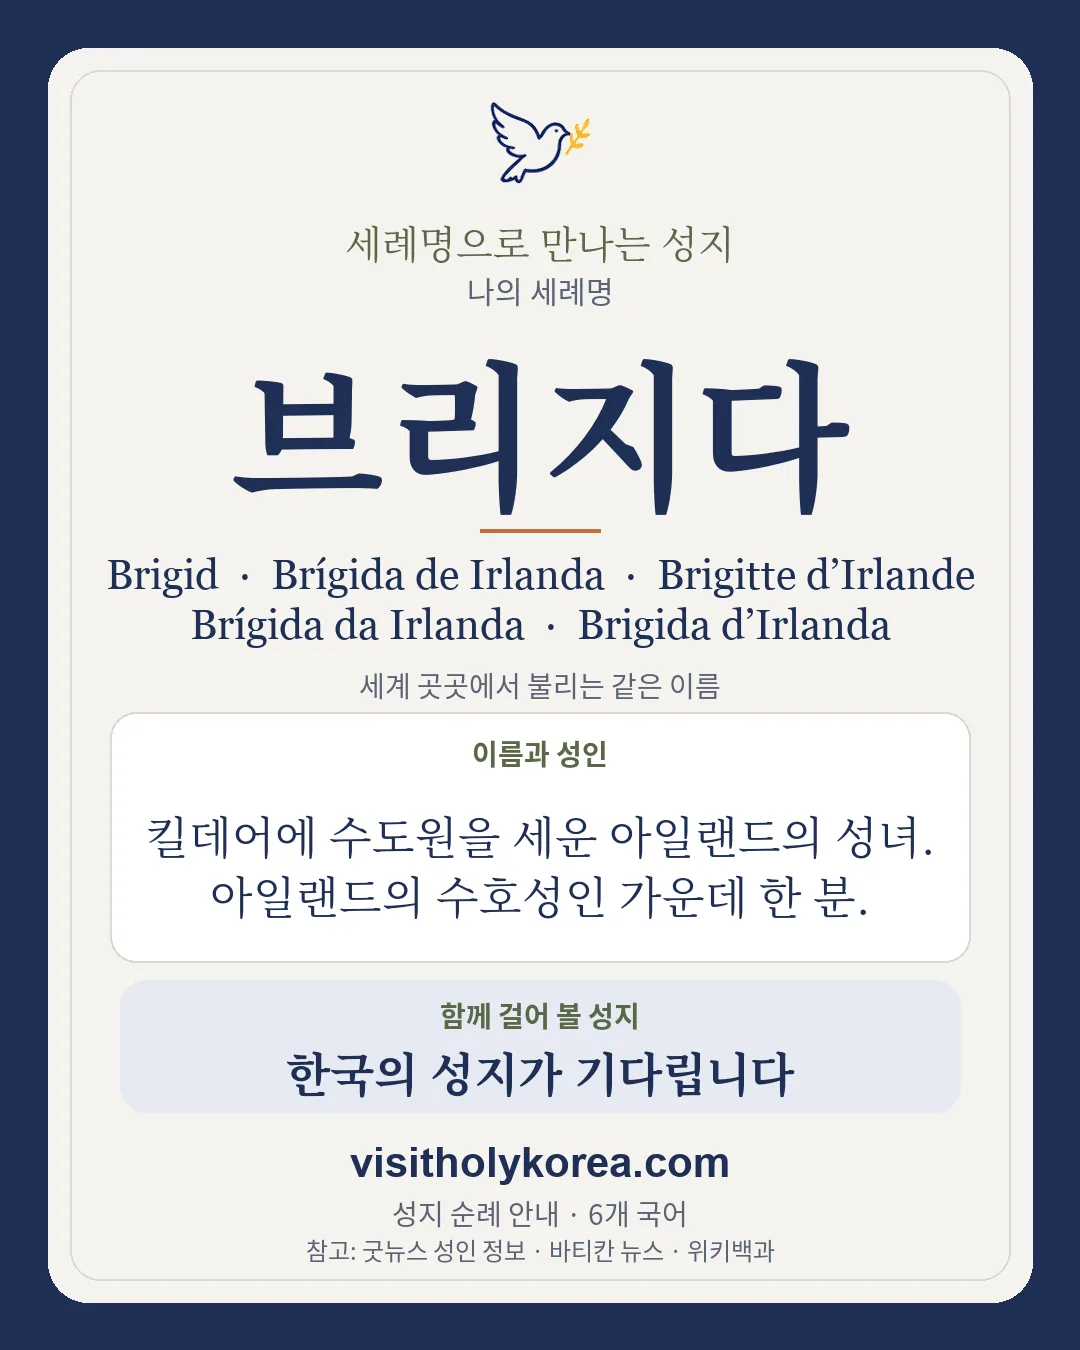 세례명으로 만나는 성지
나의 세례명
브리지다
Brigid · Brígida de Irlanda · Brigitte d’Irlande
Brígida da Irlanda · Brigida d’Irlanda
세계 곳곳에서 불리는 같은 이름
이름과 성인
킬데어에 수도원을 세운 아일랜드의 성녀.
아일랜드의 수호성인 가운데 한 분.
함께 걸어 볼 성지
한국의 성지가 기다립니다
visitholykorea.com
성지 순례 안내 · 6개 국어
참고: 굿뉴스 성인 정보 · 바티칸 뉴스 · 위키백과